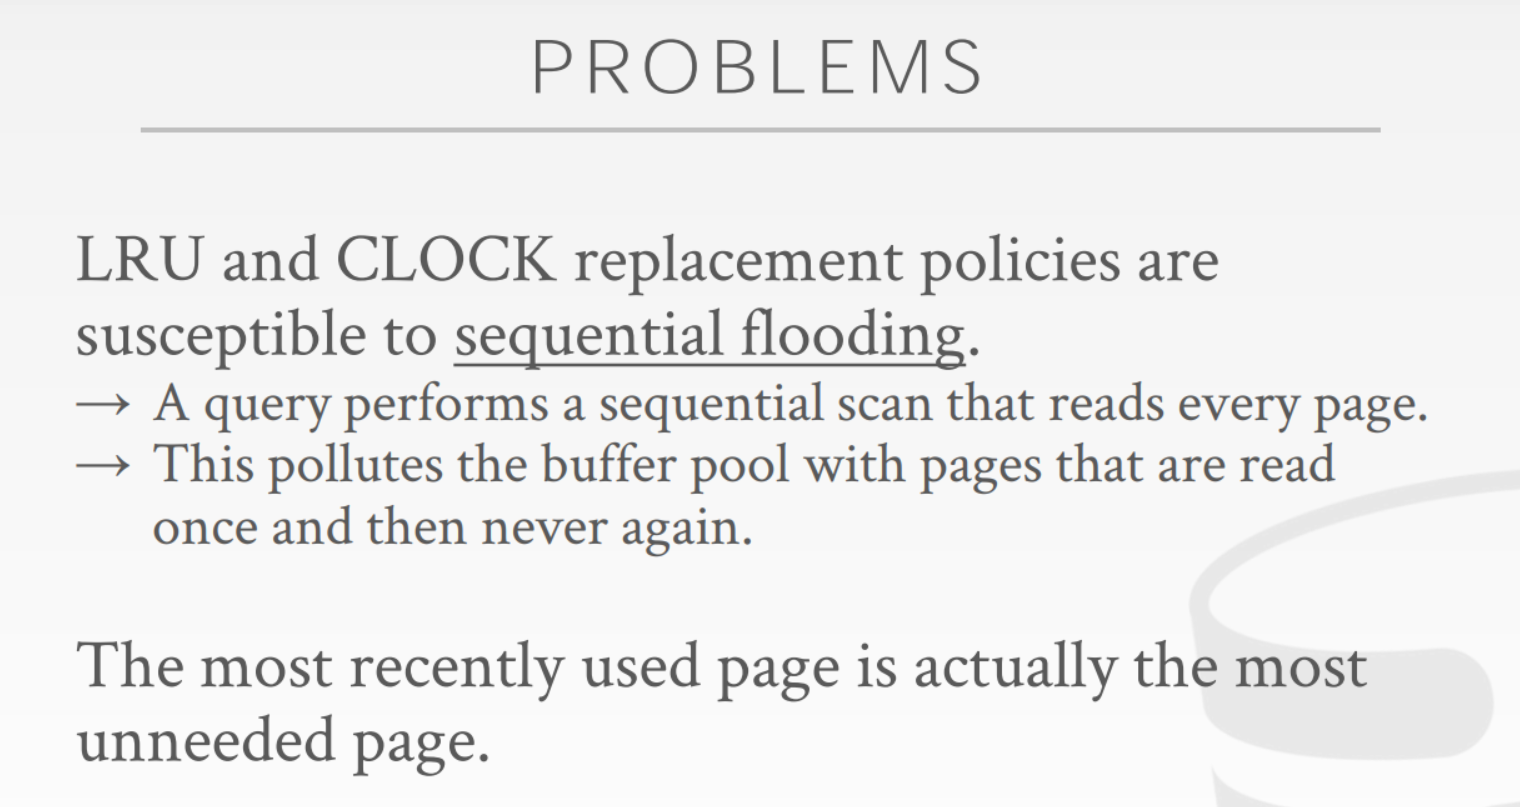 PROBLEMS
LRU and CLOCK replacement policies are
susceptible to sequential flooding.
→ A query performs a sequential scan that reads every page.
→ This pollutes the buffer pool with pages that are read
once and then never again.
The most recently used page is actually the most
unneeded page.